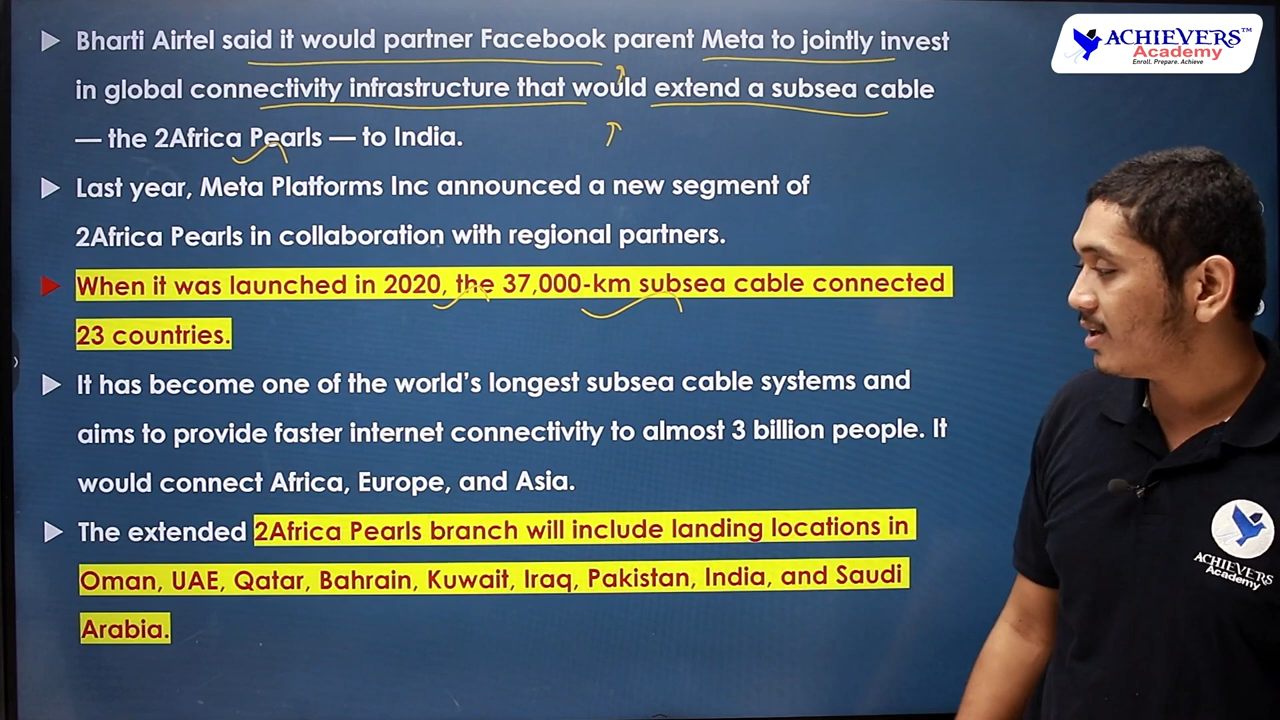 Bharti Airtel said it would partner Facebook parent Meta to jointly invest
in global connectivity infrastructure that would extend a subsea cable
— the 2Africa Pearls — to India.
Last year, Meta Platforms Inc announced a new segment of
2Africa Pearls in collaboration with regional partners.
When it was launched in 2020, the 37,000-km subsea cable connected
23 countries.
It has become one of the world's longest subsea cable systems and
aims to provide faster internet connectivity to almost 3 billion people. It
would connect Africa, Europe, and Asia.
The extended 2Africa Pearls branch will include landing locations in
Oman, UAE, Qatar, Bahrain, Kuwait, Iraq, Pakistan, India, and Saudi
Arabia.
ACHIEVERS™
Academy
Enroll. Prepare. Achieve
ACHIEVERS
Academy